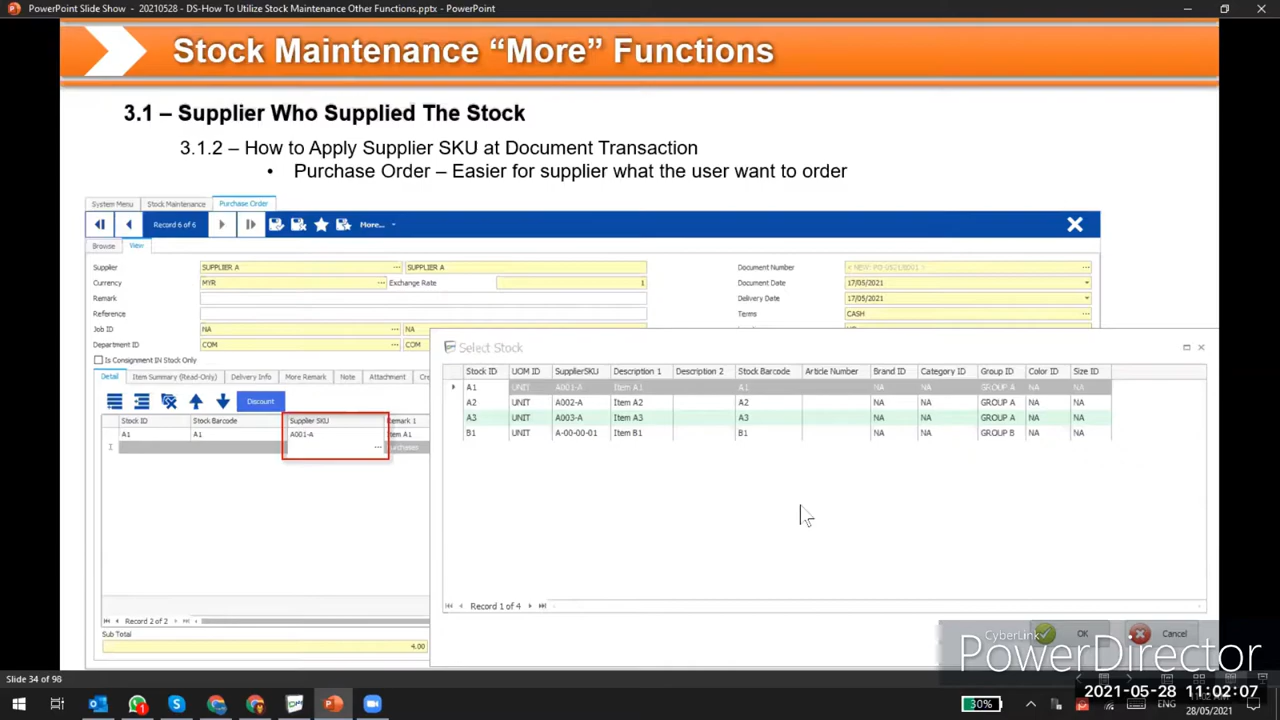 PowerPoint Slide Show - 20210528 - DS-How To Utilize Stock Maintenance Other Functions.pptx - PowerPoint
Stock Maintenance “More” Functions
3.1 – Supplier Who Supplied The Stock
3.1.2 – How to Apply Supplier SKU at Document Transaction
• Purchase Order – Easier for supplier what the user want to order
System Menu Stock Maintenance Purchase Order
Record 6 of 6 More...
Browse View
Supplier SUPPLIER A SUPPLIER A Document Number < NEW: PO-0521/0001 >
Currency MYR Exchange Rate 1 Document Date 17/05/2021
Remark Delivery Date 17/05/2021
Reference Terms CASH
Job ID NA NA
Department ID COM COM
Is Consignment IN Stock Only
Detail Item Summary (Read-Only) Delivery Info More Remark Note Attachment
Discount
Stock ID Stock Barcode Supplier SKU
A1 A1 A001-A Item A1
Select Stock
Stock ID UOM ID SupplierSKU Description 1 Description 2 Stock Barcode Article Number Brand ID Category ID Group ID Color ID Size ID
A1 UNIT A001-A Item A1 A1 NA NA GROUP A NA NA
A2 UNIT A002-A Item A2 A2 NA NA GROUP A NA NA
A3 UNIT A003-A Item A3 A3 NA NA GROUP A NA NA
B1 UNIT A-00-00-01 Item B1 B1 NA NA GROUP B NA NA
Record 1 of 4
Record 2 of 2
Sub Total
4.00
OK Cancel
CyberLink
PowerDirector
Slide 34 of 98
2021-05-28 11:02:07
30% ENG
28/05/2021